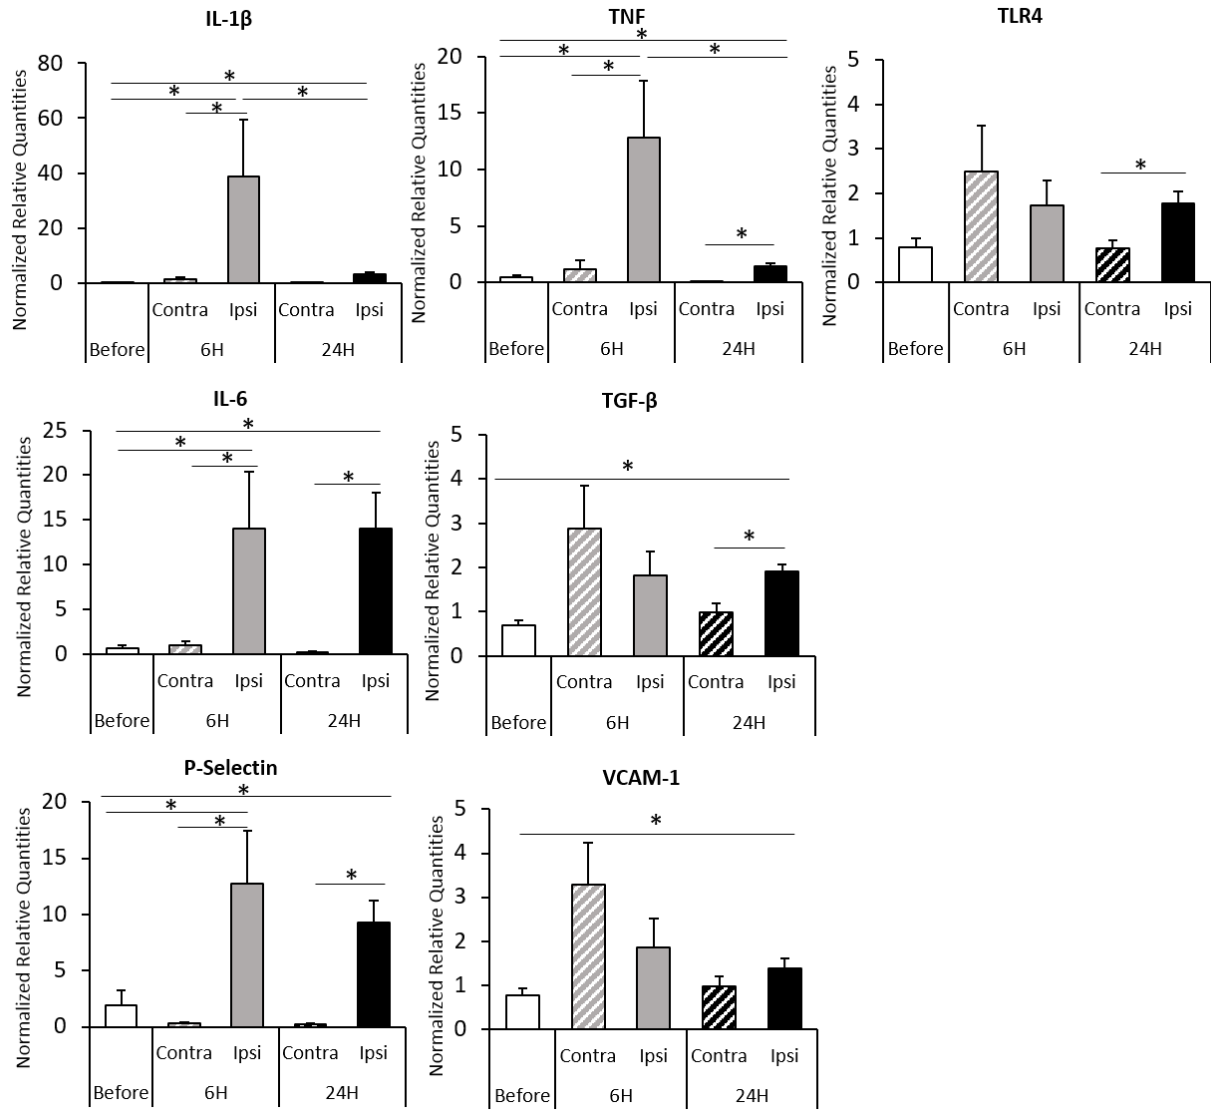 IL-1β
Normalized Relative Quantities
80
60
40
20
0
*
*
*
*
Contra Ipsi Contra Ipsi
Before 6H 24H
TNF
Normalized Relative Quantities
20
15
10
5
0
*
*
*
*
*
Contra Ipsi Contra Ipsi
Before 6H 24H
TLR4
Normalized Relative Quantities
5
4
3
2
1
0
*
Contra Ipsi Contra Ipsi
Before 6H 24H
IL-6
Normalized Relative Quantities
25
20
15
10
5
0
*
*
*
*
Contra Ipsi Contra Ipsi
Before 6H 24H
TGF-β
Normalized Relative Quantities
5
4
3
2
1
0
*
*
Contra Ipsi Contra Ipsi
Before 6H 24H
P-Selectin
Normalized Relative Quantities
20
15
10
5
0
*
*
*
*
Contra Ipsi Contra Ipsi
Before 6H 24H
VCAM-1
Normalized Relative Quantities
5
4
3
2
1
0
*
Contra Ipsi Contra Ipsi
Before 6H 24H